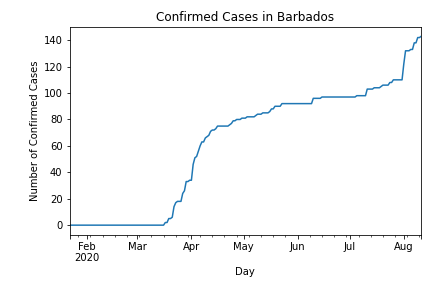 Confirmed Cases in Barbados
Number of Confirmed Cases
140
120
100
80
60
40
20
0
Feb Mar Apr May Jun Jul Aug
2020
Day